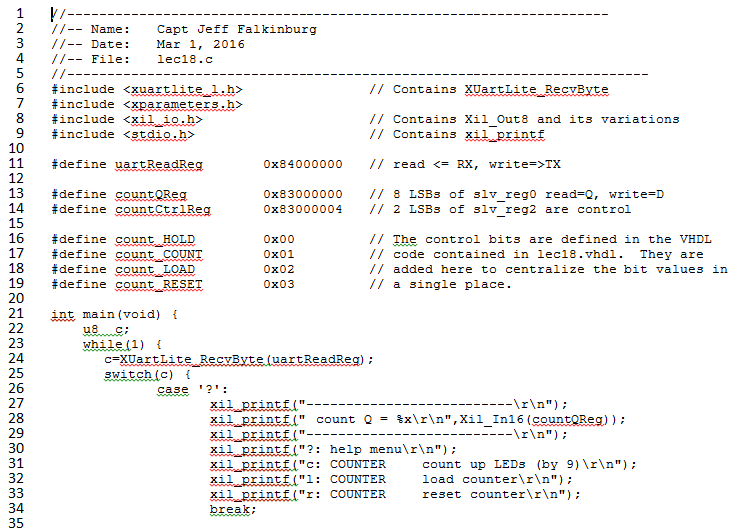 1 //------------------------------------------------------------
2 //-- Name:   Capt Jeff Falkinburg
3 //-- Date:   Mar 1, 2016
4 //-- File:   lec18.c
5 //-----------------------------------------------------------------
6 #include <xuartlite_l.h>              // Contains XUartLite_RecvByte
7 #include <xparameters.h>
8 #include <xil_io.h>                   // Contains Xil_Out8 and its variations
9 #include <stdio.h>                    // Contains xil_printf
10
11 #define uartReadReg       0x84000000   // read <= RX, write=>TX
12
13 #define countQReg         0x83000000   // 8 LSBs of slv_reg0 read=Q, write=D
14 #define countCtrlReg      0x83000004   // 2 LSBs of slv_reg2 are control
15
16 #define count_HOLD        0x00         // The control bits are defined in the VHDL
17 #define count_COUNT       0x01         // code contained in lec18.vhdl.  They are
18 #define count_LOAD        0x02         // added here to centralize the bit values in
19 #define count_RESET       0x03         // a single place.
20
21 int main(void) {
22     u8  c;
23     while(1) {
24       c=XUartLite_RecvByte(uartReadReg);
25       switch(c) {
26             case '?':
27                   xil_printf("--------------------------\r\n");
28                   xil_printf(" count Q = %x\r\n",Xil_In16(countQReg));
29                   xil_printf("--------------------------\r\n");
30                   xil_printf("?: help menu\r\n");
31                   xil_printf("c: COUNTER    count up LEDs (by 9)\r\n");
32                   xil_printf("l: COUNTER    load counter\r\n");
33                   xil_printf("r: COUNTER    reset counter\r\n");
34                   break;
35